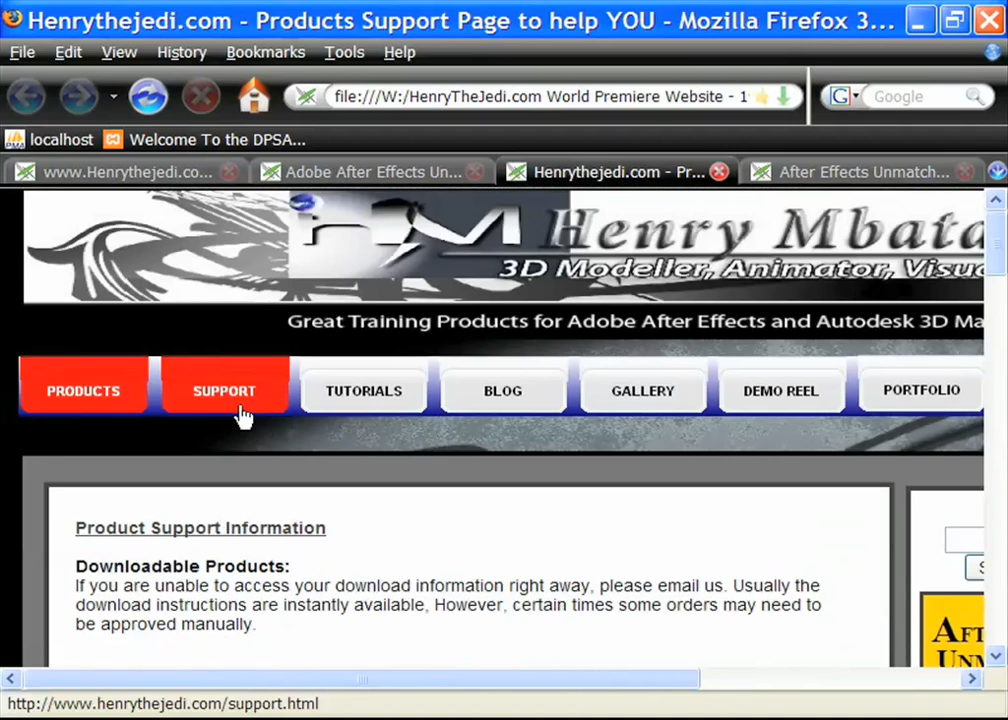 Henrythejedi.com - Products Support Page to help YOU - Mozilla Firefox 3...
File Edit View History Bookmarks Tools Help
file:///W:/HenryTheJedi.com World Premiere Website - 1
G Google
localhost Welcome To the DPSA...
www.Henrythejedi.co... Adobe After Effects Un... Henrythejedi.com - Pr... After Effects Unmatch...
HM Henry Mbata
3D Modeller, Animator, Visu
Great Training Products for Adobe After Effects and Autodesk 3D Ma
PRODUCTS SUPPORT TUTORIALS BLOG GALLERY DEMO REEL PORTFOLIO
Product Support Information
Downloadable Products:
If you are unable to access your download information right away, please email us. Usually the
download instructions are instantly available, However, certain times some orders may need to
be approved manually.
S
AFT
UNM
http://www.henrythejedi.com/support.html